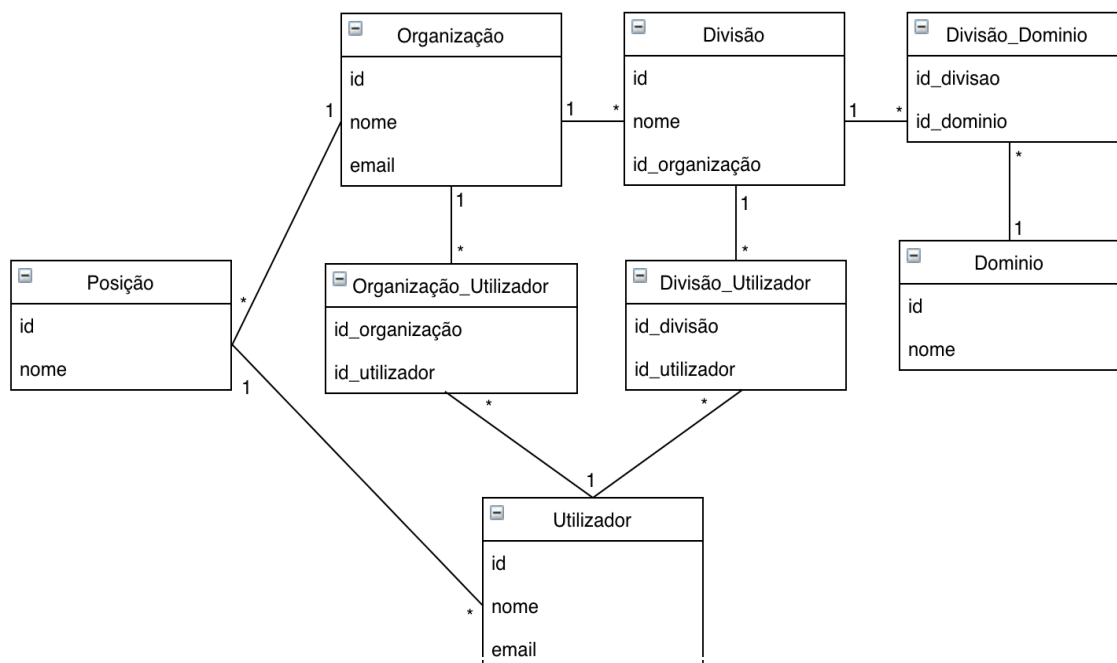 Organização
id
nome
email
Divisão
id
nome
id_organização
Divisão_Dominio
id_divisao
id_dominio
1
1
*
1
*
1
*
1
*
*
1
Posição
id
nome
*
1
Organização_Utilizador
id_organização
id_utilizador
Divisão_Utilizador
id_divisão
id_utilizador
Dominio
id
nome
*
*
1
*
Utilizador
id
nome
email